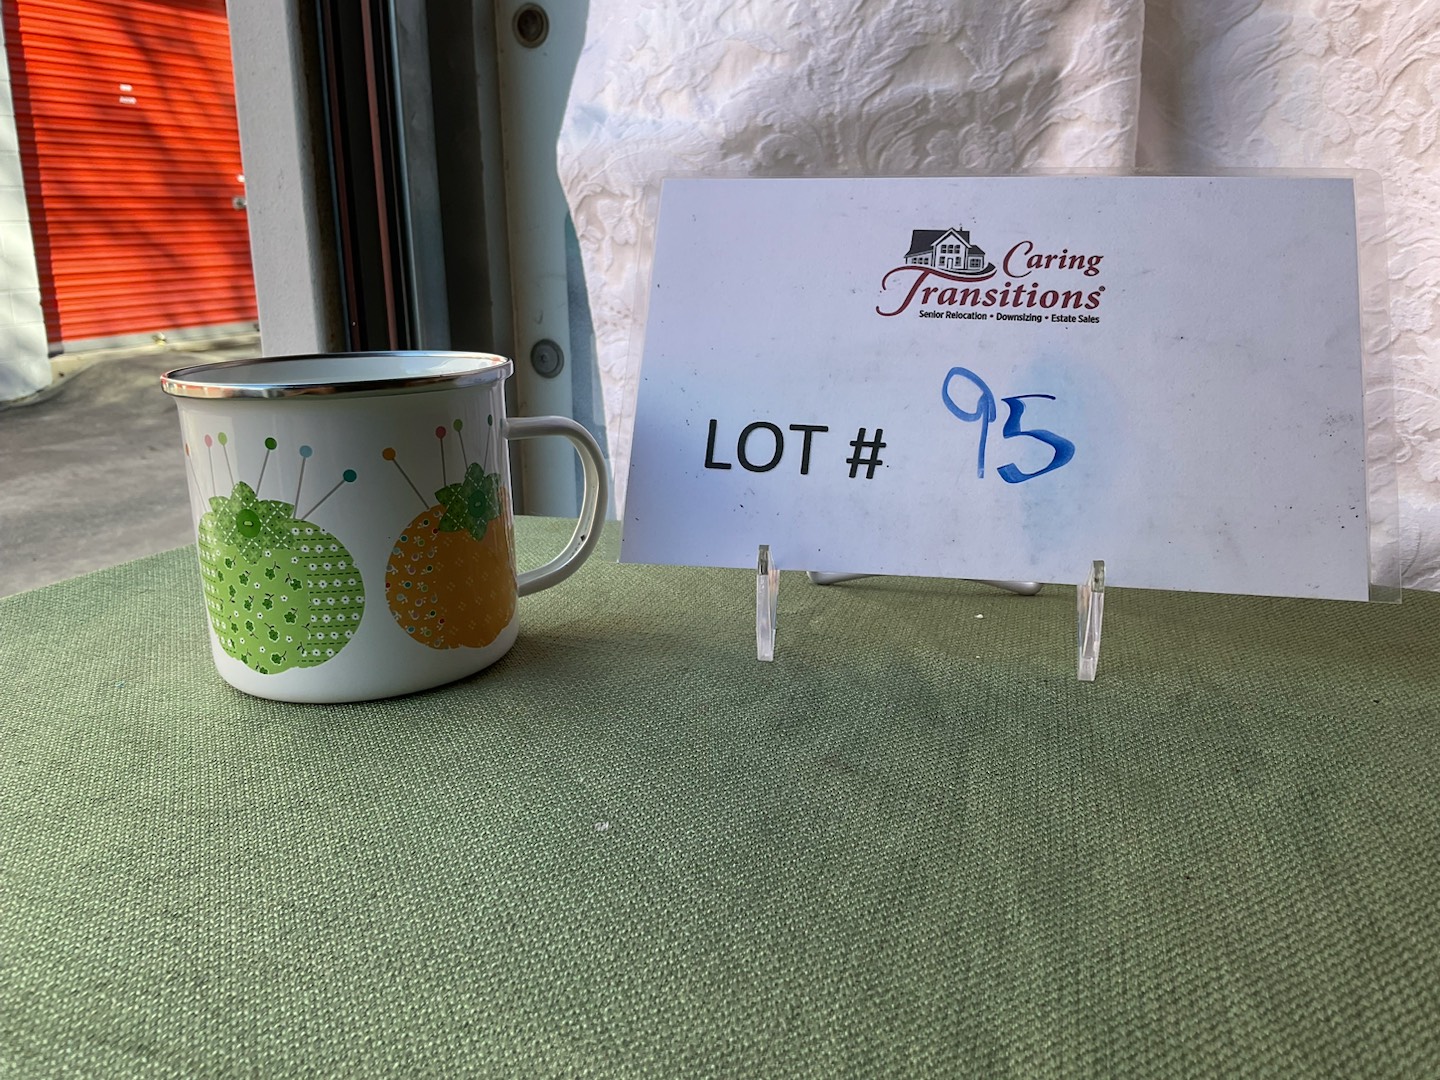 Caring
Transitions®
Senior Relocation • Downsizing • Estate Sales
LOT # 95